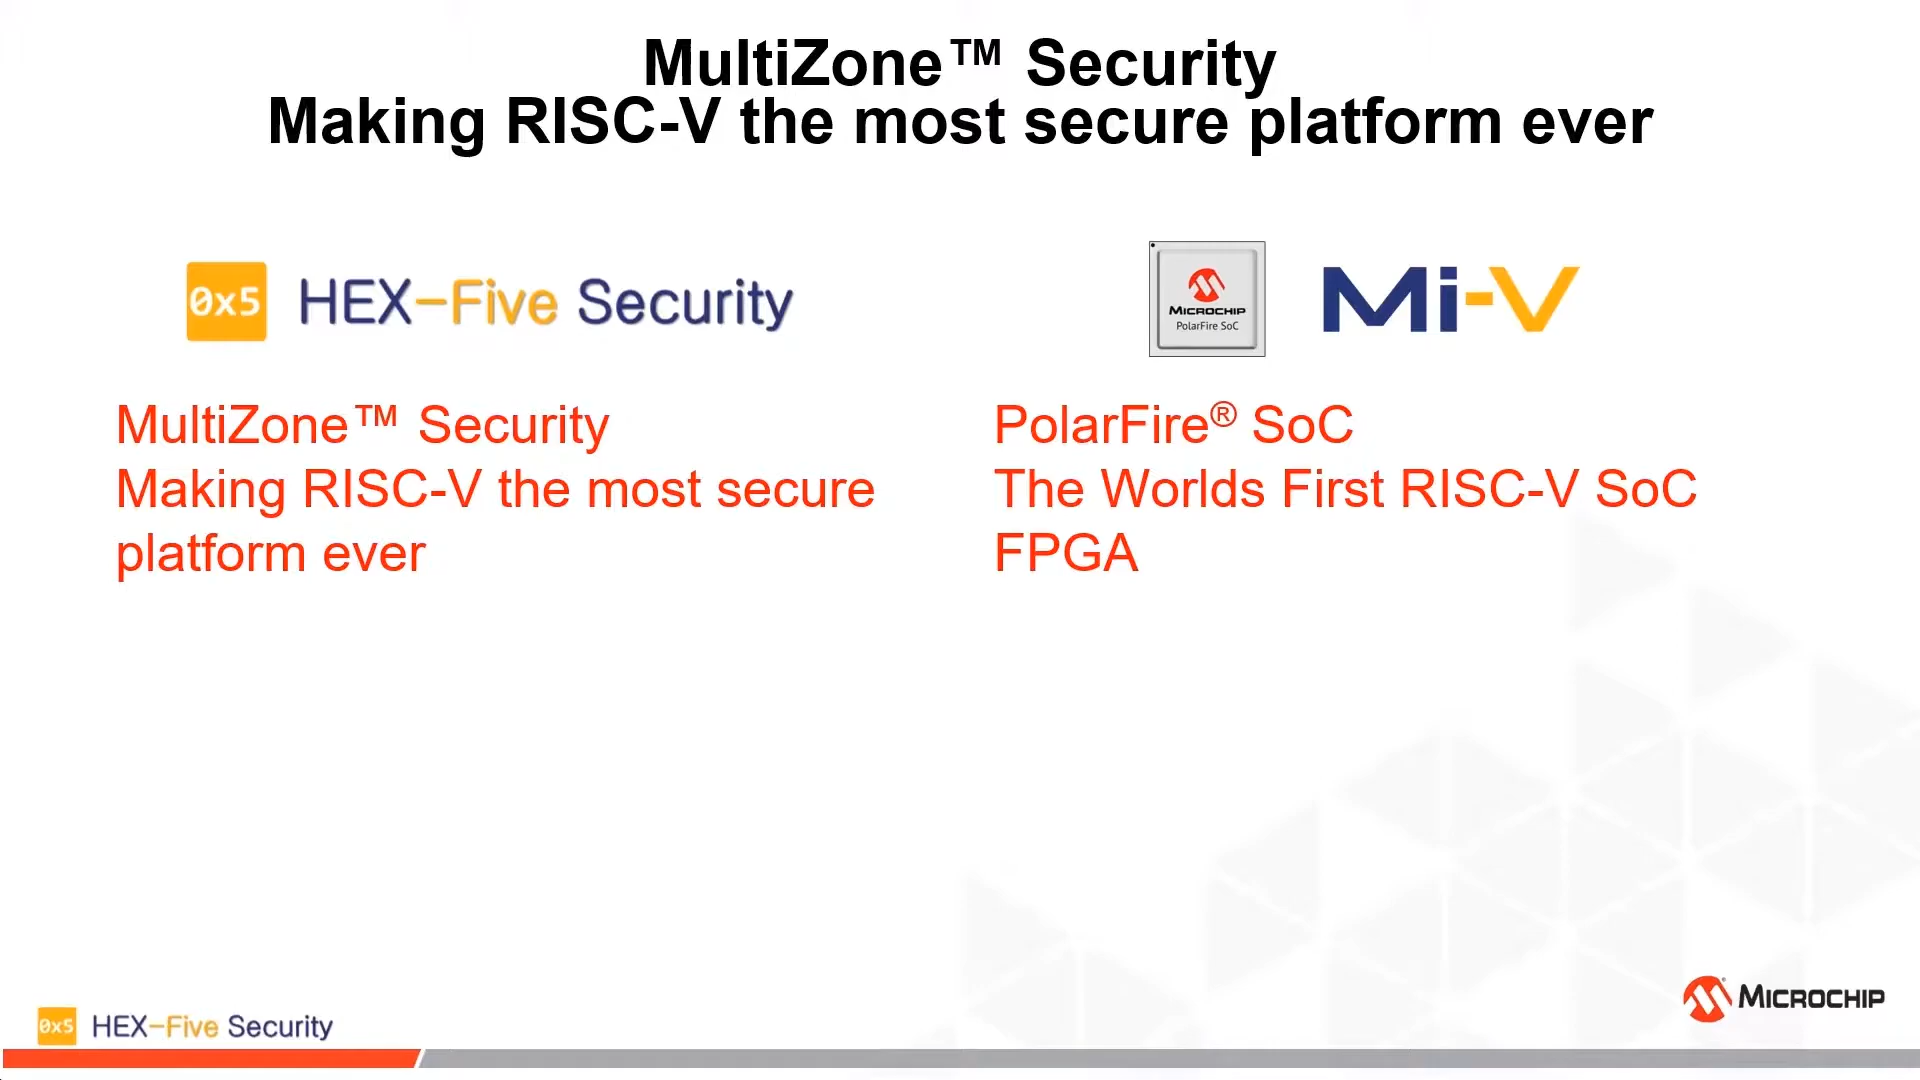 MultiZone™ Security
Making RISC-V the most secure platform ever
0x5 HEX-Five Security
MICROCHIP
PolarFire SoC
Mi-V
MultiZone™ Security
Making RISC-V the most secure
platform ever
PolarFire® SoC
The Worlds First RISC-V SoC
FPGA
0x5 HEX-Five Security
MICROCHIP